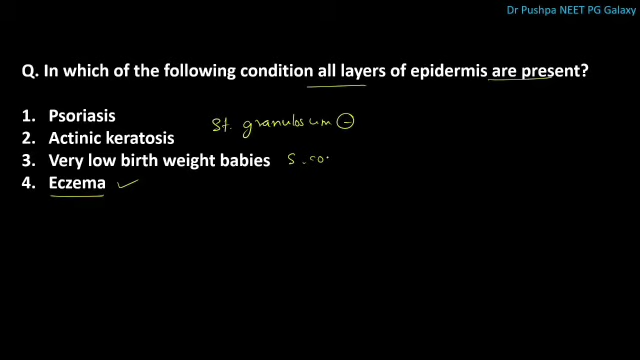 Dr Pushpa NEET PG Galaxy
Q. In which of the following condition all layers of epidermis are present?
1. Psoriasis
2. Actinic keratosis
St. granulosum -
3. Very low birth weight babies S. co
4. Eczema ✓